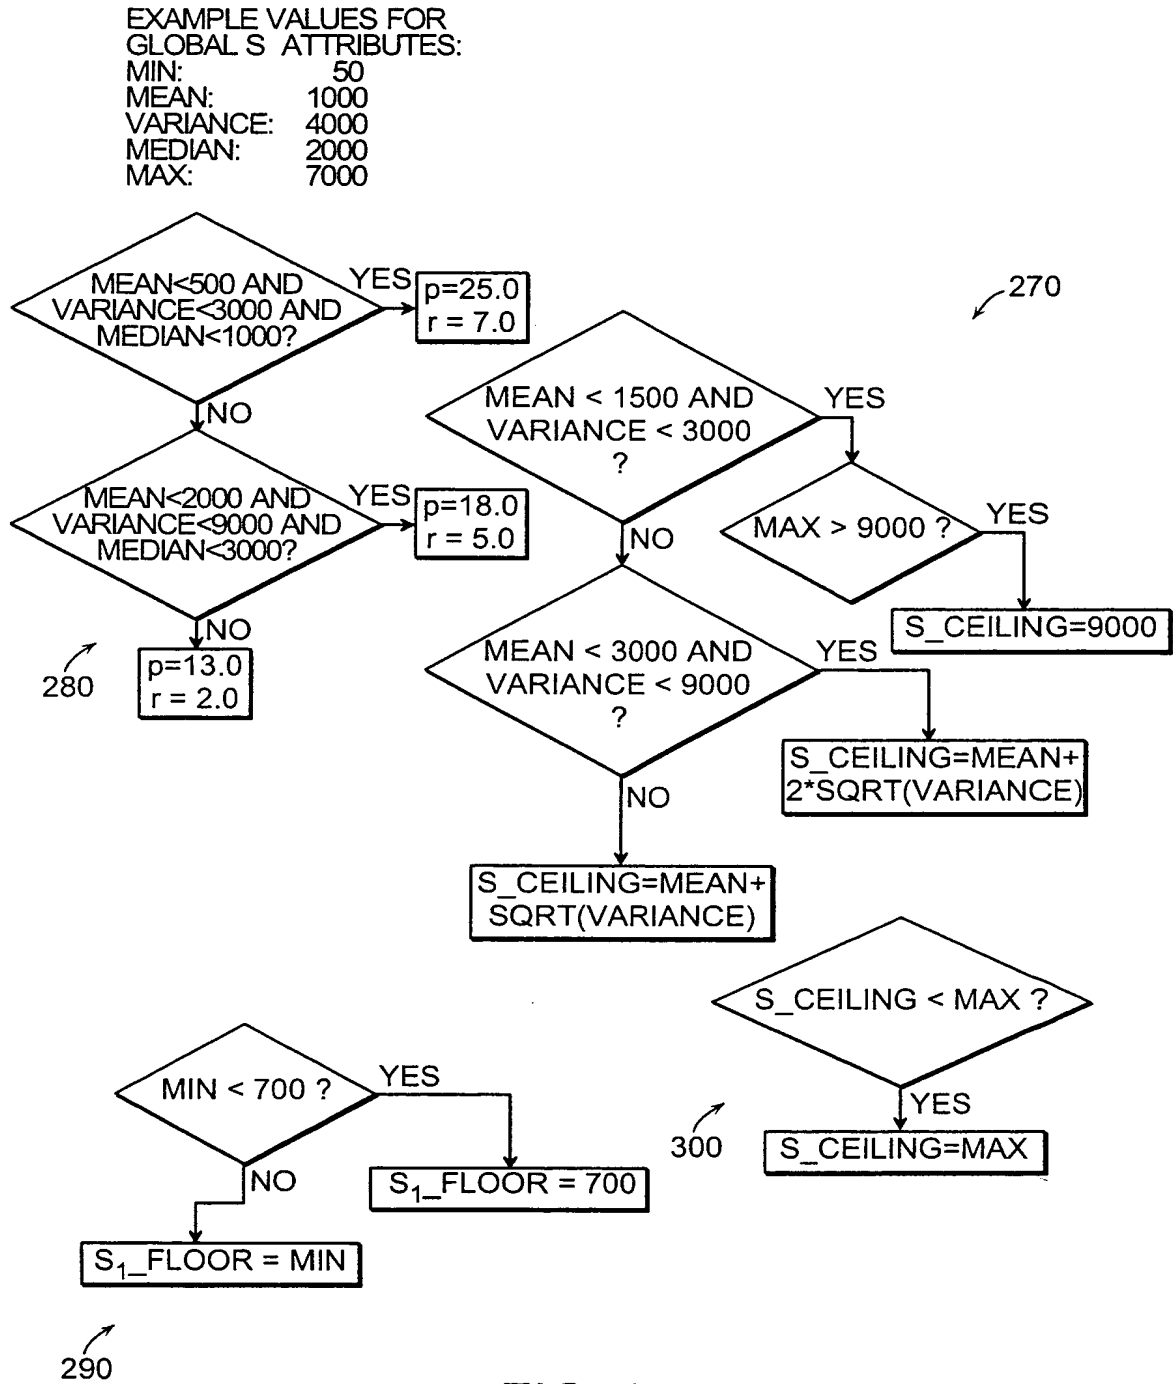 EXAMPLE VALUES FOR
GLOBAL S ATTRIBUTES:
MIN: 50
MEAN: 1000
VARIANCE: 4000
MEDIAN: 2000
MAX: 7000
MEAN<500 AND
VARIANCE<3000 AND
MEDIAN<1000?
YES
p=25.0
r = 7.0
NO
MEAN<2000 AND
VARIANCE<9000 AND
MEDIAN<3000?
YES
p=18.0
r = 5.0
NO
p=13.0
r = 2.0
280
270
MEAN < 1500 AND
VARIANCE < 3000
?
YES
MAX > 9000 ?
YES
S_CEILING=9000
NO
MEAN < 3000 AND
VARIANCE < 9000
?
YES
S_CEILING=MEAN+
2*SQRT(VARIANCE)
NO
S_CEILING=MEAN+
SQRT(VARIANCE)
S_CEILING < MAX ?
YES
S_CEILING=MAX
300
MIN < 700 ?
YES
S₁_FLOOR = 700
NO
S₁_FLOOR = MIN
290